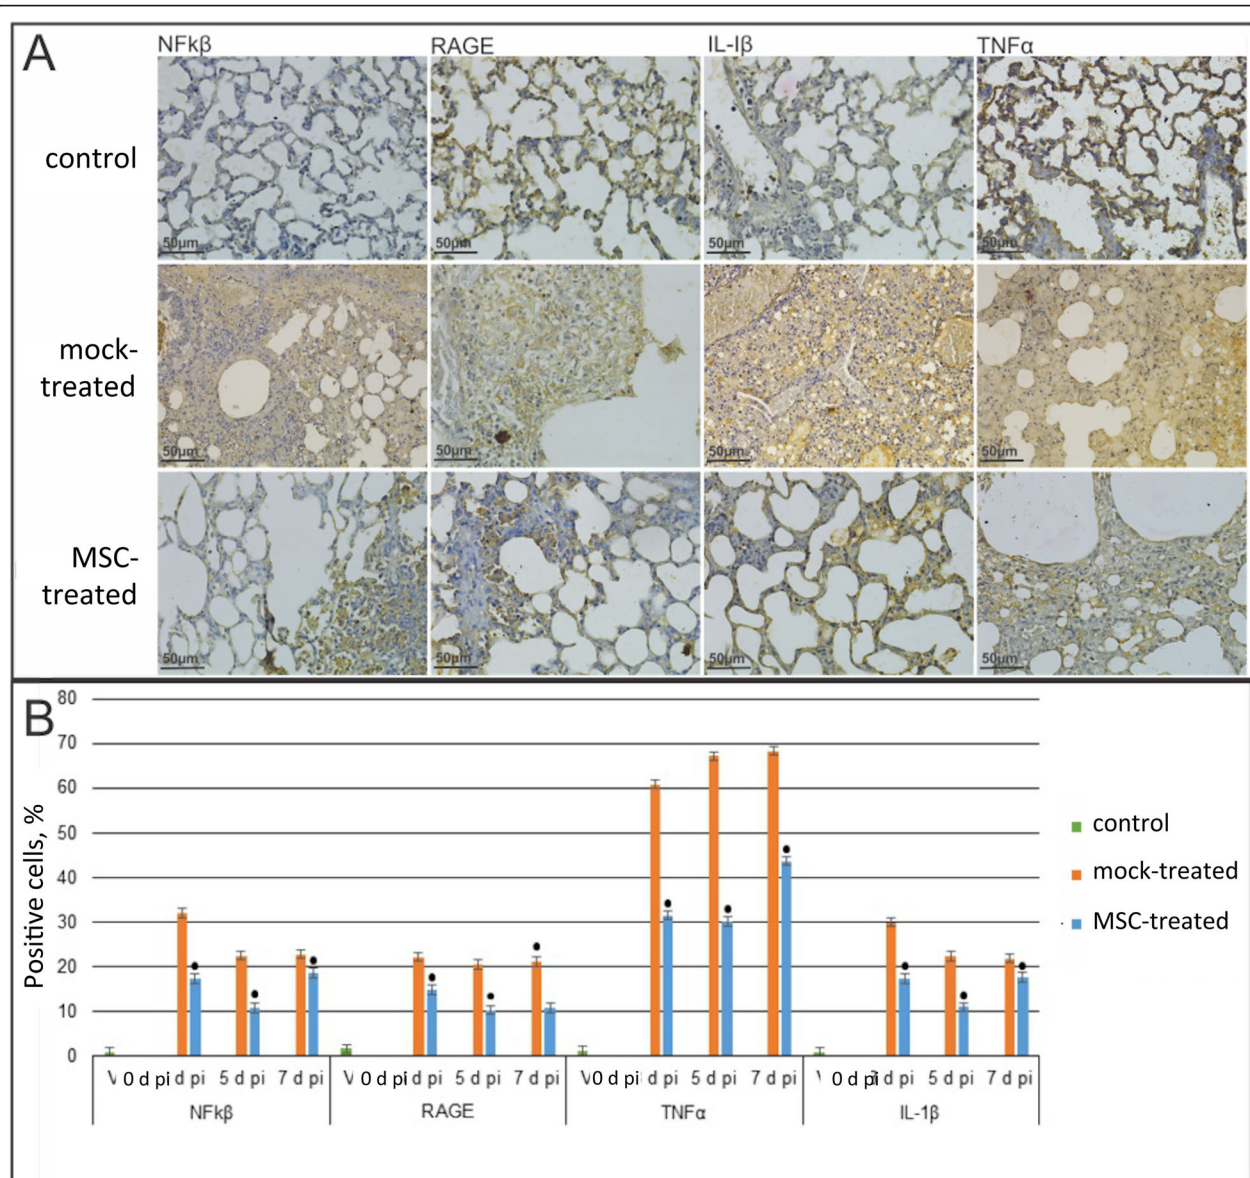 A
NFkβ RAGE IL-Iβ TNFα
control
50µm 50µm 50µm 50µm
mock-
treated
50µm 50µm 50µm 50µm
MSC-
treated
50µm 50µm 50µm 50µm
B
Positive cells, %
80
70
60
50
40
30
20
10
0
control
mock-treated
MSC-treated
0 d pi d pi 5 d pi 7 d pi 0 d pi d pi 5 d pi 7 d pi 0 d pi d pi 5 d pi 7 d pi 0 d pi d pi 5 d pi 7 d pi
NFkβ RAGE TNFα IL-1β